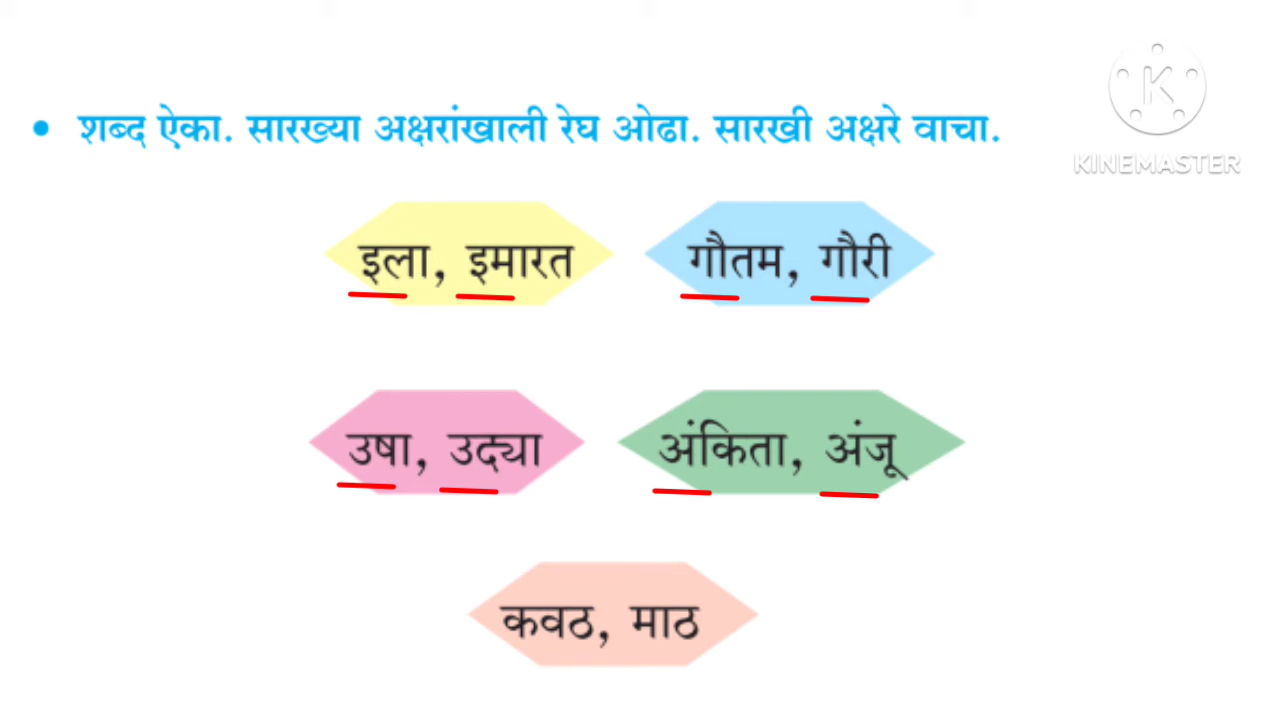 • शब्द ऐका. सारख्या अक्षरांखाली रेघ ओढा. सारखी अक्षरे वाचा.
KINEMASTER
इला, इमारत
गौतम, गौरी
उषा, उद्या
अंकिता, अंजू
कवठ, माठ